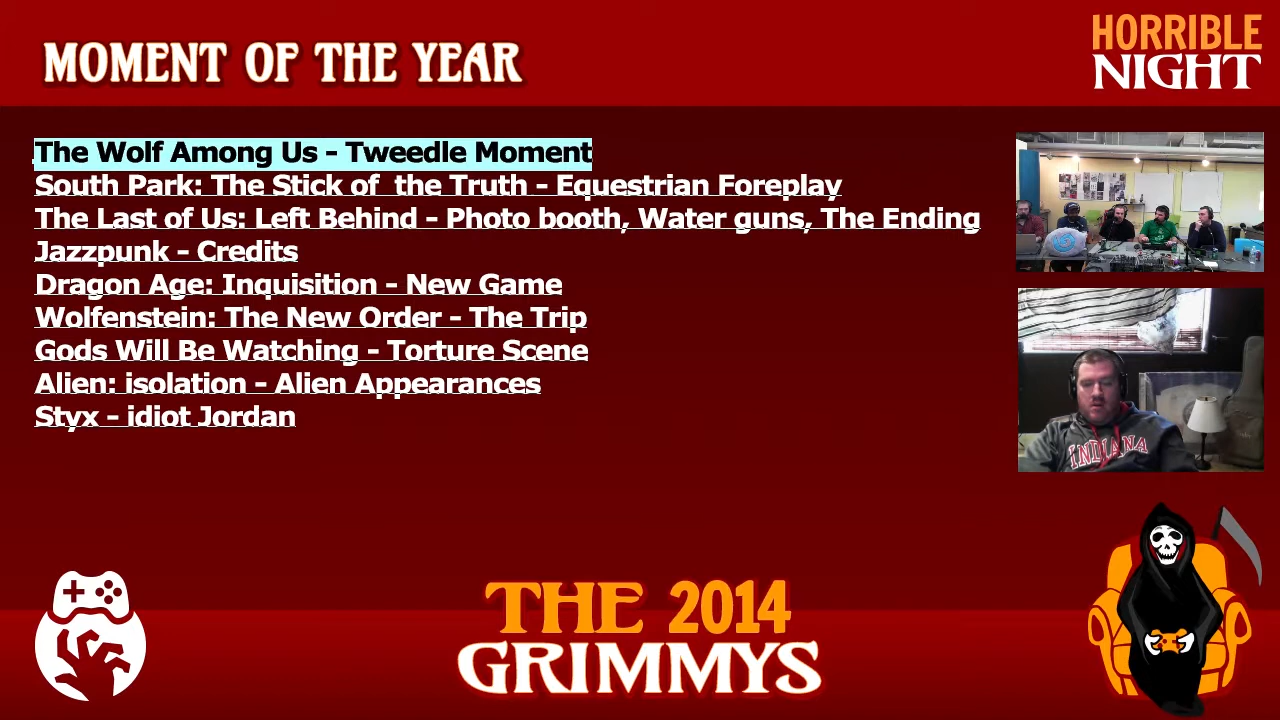 MOMENT OF THE YEAR
HORRIBLE
NIGHT
The Wolf Among Us - Tweedle Moment
South Park: The Stick of  the Truth - Equestrian Foreplay
The Last of Us: Left Behind - Photo booth, Water guns, The Ending
Jazzpunk - Credits
Dragon Age: Inquisition - New Game
Wolfenstein: The New Order - The Trip
Gods Will Be Watching - Torture Scene
Alien: isolation - Alien Appearances
Styx - idiot Jordan
INDIANA
THE 2014
GRIMMYS